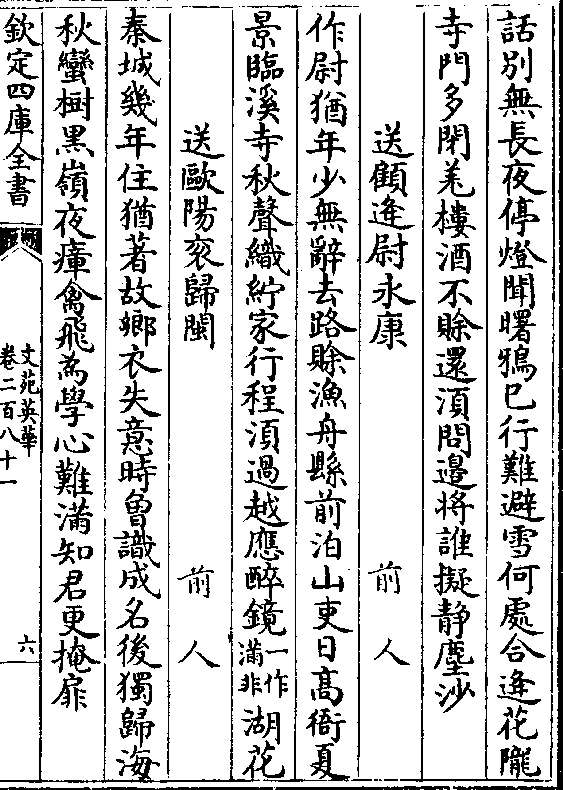 話別無長夜停燈聞曙鴉已行難避雪何處合逢花隴
寺門多閉羌樓酒不賒還須問邊将誰擬静塵沙
送顧逢尉永康 前人
作尉猶年少無辭去路賒漁舟縣前泊山吏日髙衙夏
景臨溪寺秋聲織紵家行程須過越應醉鏡一作滿非湖花
送歐陽衮歸閩 前人
秦城幾年住猶著故鄉衣失意時曾識成名後獨歸海
秋蠻樹黒嶺夜瘴禽飛為學心難滿知君更掩扉
欽定四庫全書
文苑英華
卷二百八十一
六